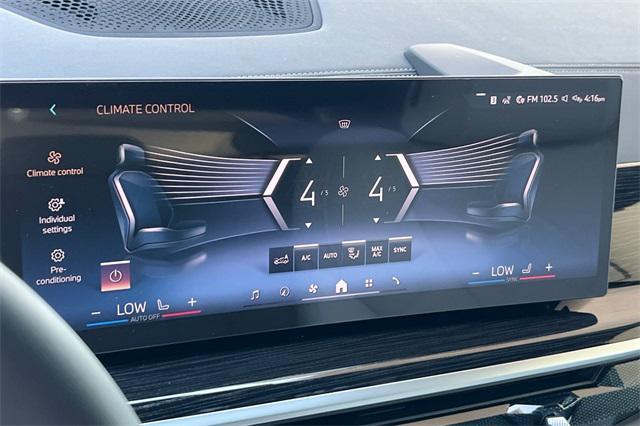 CLIMATE CONTROL
FM 102.5 4:16pm
Climate control
Individual
settings
Pre-
conditioning
4 / 5
4 / 5
A/C AUTO MAX A/C SYNC
- LOW +
AUTO OFF
- LOW +
SYNC